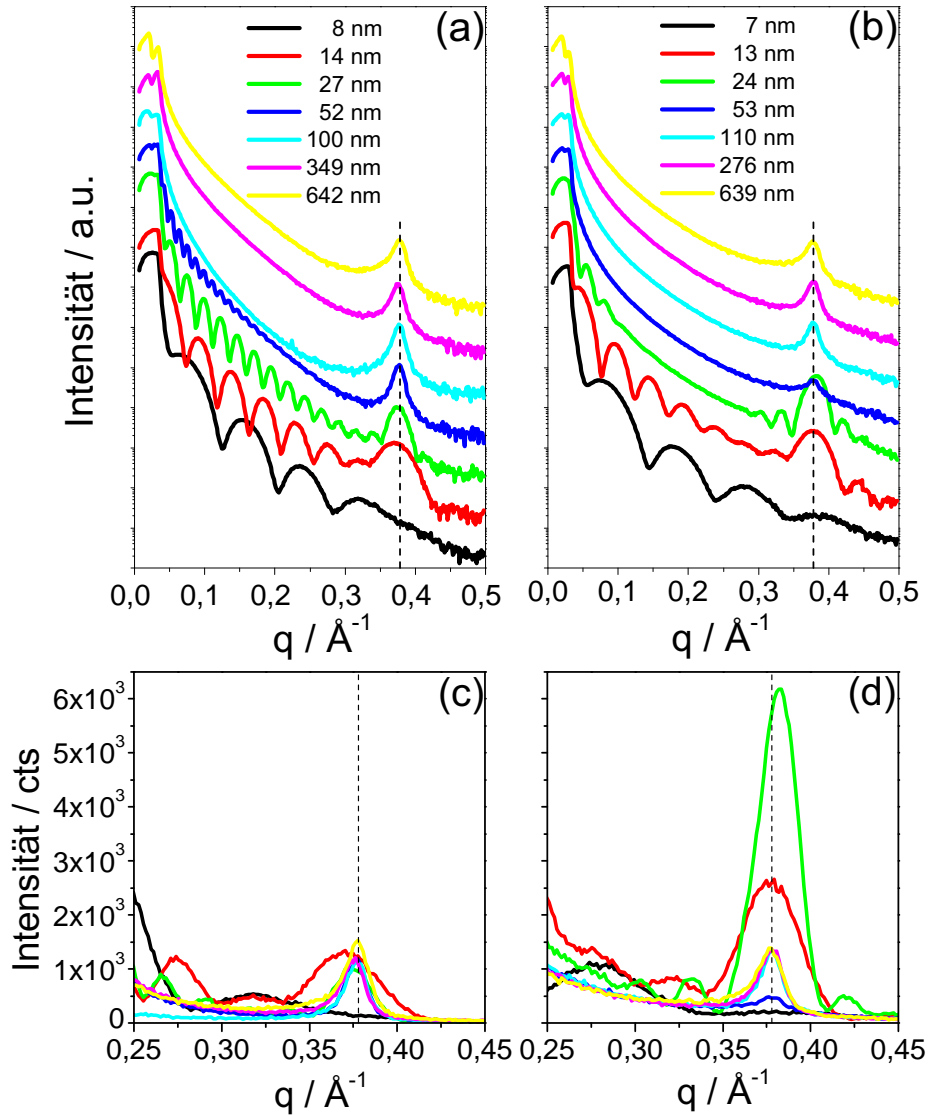 (a)
8 nm
14 nm
27 nm
52 nm
100 nm
349 nm
642 nm
Intensität / a.u.
0,0 0,1 0,2 0,3 0,4 0,5
q / Å⁻¹
(b)
7 nm
13 nm
24 nm
53 nm
110 nm
276 nm
639 nm
0,0 0,1 0,2 0,3 0,4 0,5
q / Å⁻¹
(c)
6x10³
5x10³
4x10³
3x10³
2x10³
1x10³
0
Intensität / cts
0,25 0,30 0,35 0,40 0,45
q / Å⁻¹
(d)
0,25 0,30 0,35 0,40 0,45
q / Å⁻¹